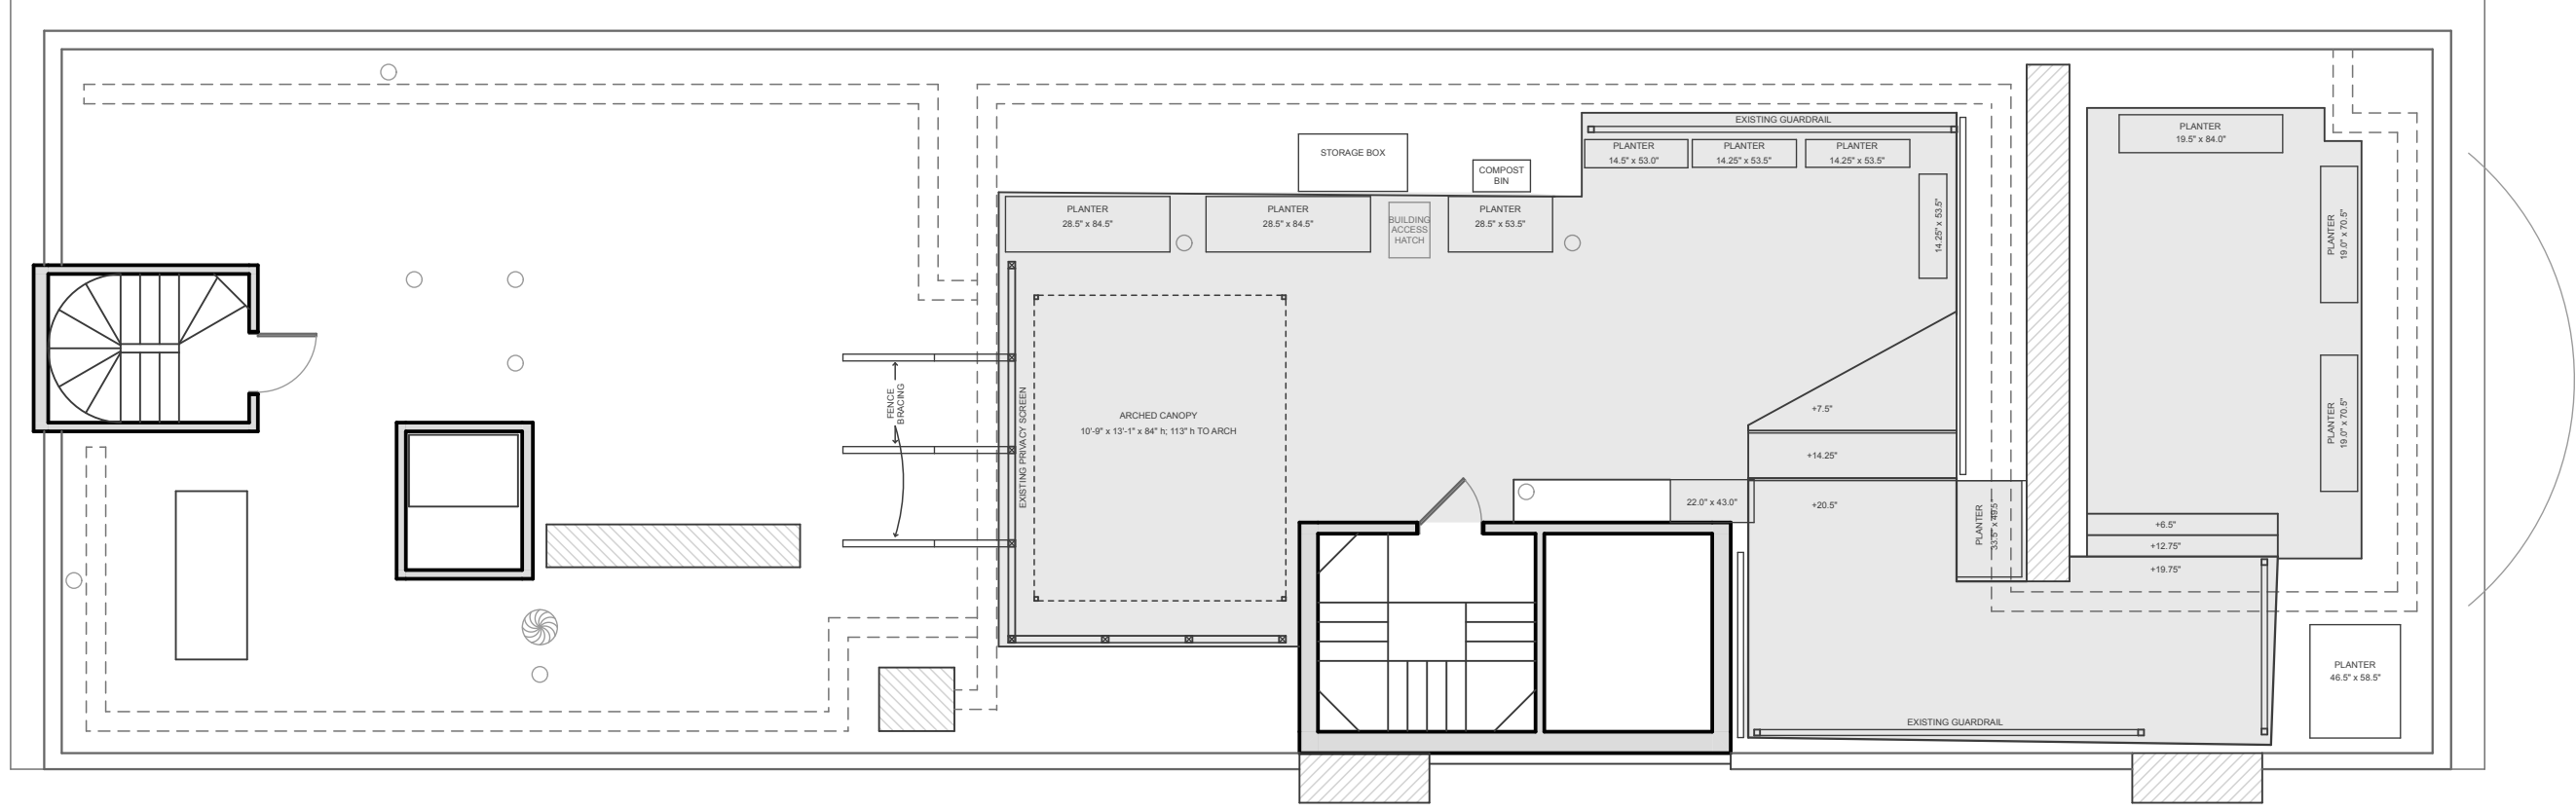 EXISTING GUARDRAIL
PLANTER
14.5" x 53.0"
PLANTER
14.25" x 53.5"
PLANTER
14.25" x 53.5"
PLANTER
19.5" x 84.0"
STORAGE BOX
COMPOST
BIN
PLANTER
28.5" x 84.5"
PLANTER
28.5" x 84.5"
BUILDING
ACCESS
HATCH
PLANTER
28.5" x 53.5"
14.25" x 53.5"
PLANTER
19.0" x 70.5"
FENCE
BRACING
EXISTING PRIVACY SCREEN
ARCHED CANOPY
10'-9" x 13'-1" x 84" h; 113" h TO ARCH
+7.5"
+14.25"
+20.5"
22.0" x 43.0"
PLANTER
33.5" x 49.5"
PLANTER
19.0" x 70.5"
+6.5"
+12.75"
+19.75"
PLANTER
46.5" x 58.5"
EXISTING GUARDRAIL